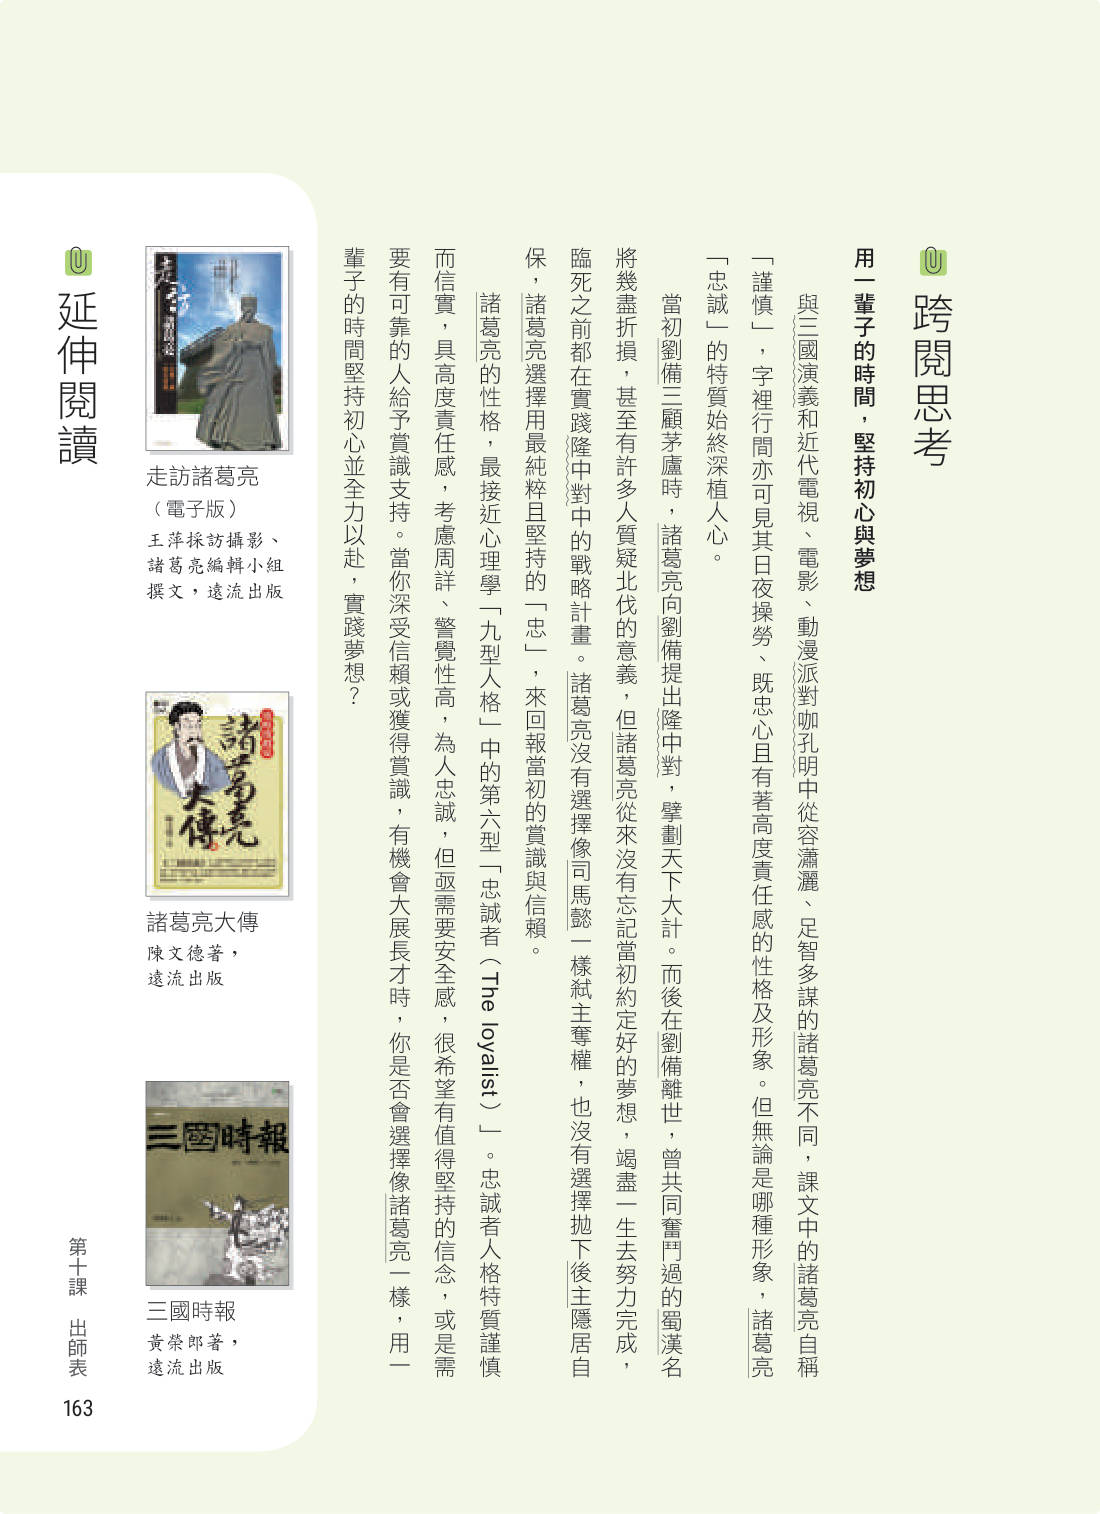 跨閱思考
用一輩子的時間，堅持初心與夢想
與三國演義和近代電視、電影、動漫派對咖孔明中從容瀟灑、足智多謀的諸葛亮不同，課文中的諸葛亮自稱
「謹慎」，字裡行間亦可見其日夜操勞、既忠心且有著高度責任感的性格及形象。但無論是哪種形象，諸葛亮
「忠誠」的特質始終深植人心。
當初劉備三顧茅廬時，諸葛亮向劉備提出隆中對，擘劃天下大計。而後在劉備離世，曾共同奮鬥過的蜀漢名
將幾盡折損，甚至有許多人質疑北伐的意義，但諸葛亮從來沒有忘記當初約定好的夢想，竭盡一生去努力完成，
臨死之前都在實踐隆中對中的戰略計畫。諸葛亮沒有選擇像司馬懿一樣弒主奪權，也沒有選擇拋下後主隱居自
保，諸葛亮選擇用最純粹且堅持的「忠」，來回報當初的賞識與信賴。
諸葛亮的性格，最接近心理學「九型人格」中的第六型「忠誠者（The loyalist）」。忠誠者人格特質謹慎
而信實，具高度責任感，考慮周詳、警覺性高，為人忠誠，但亟需要安全感，很希望有值得堅持的信念，或是需
要有可靠的人給予賞識支持。當你深受信賴或獲得賞識，有機會大展長才時，你是否會選擇像諸葛亮一樣，用一
輩子的時間堅持初心並全力以赴，實踐夢想？
延伸閱讀
走訪諸葛亮
走訪諸葛亮
（電子版）
王萍採訪攝影、
諸葛亮編輯小組
撰文，遠流出版
諸葛亮
大傳
諸葛亮大傳
陳文德著，
遠流出版
三國時報
三國時報
黃榮郎著，
遠流出版
第十課　出師表
163